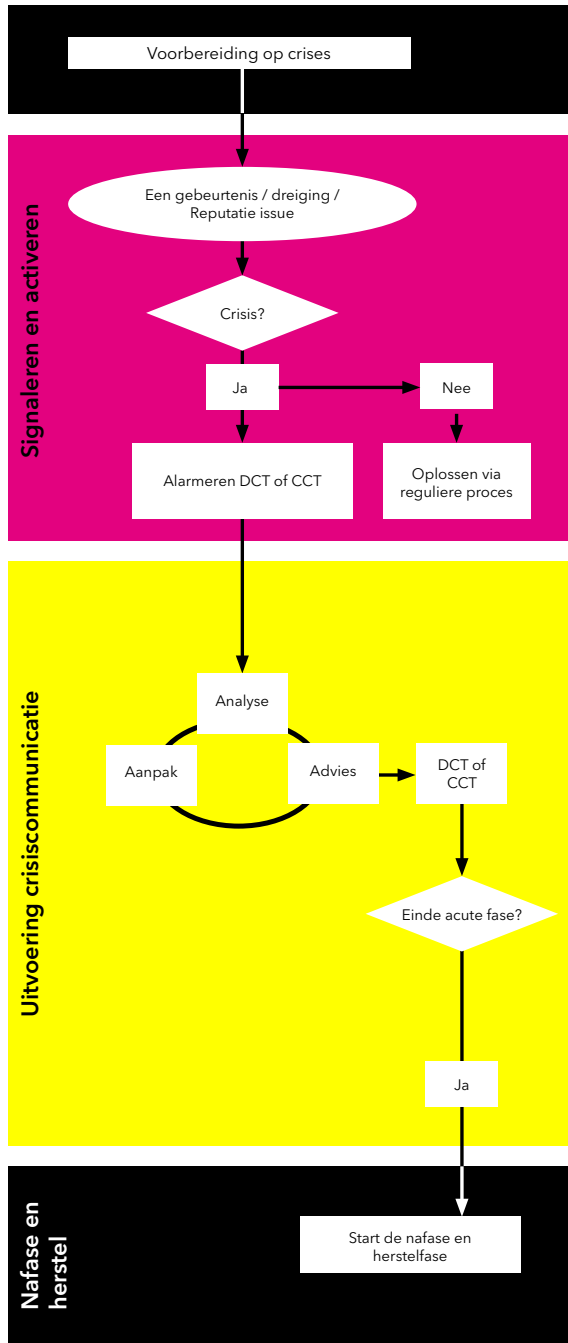 Voorbereiding op crises
Signaleren en activeren
Een gebeurtenis / dreiging /
Reputatie issue
Crisis?
Ja
Nee
Alarmeren DCT of CCT
Oplossen via
reguliere proces
Uitvoering crisiscommunicatie
Analyse
Aanpak
Advies
DCT of
CCT
Einde acute fase?
Ja
Nafase en
herstel
Start de nafase en
herstelfase